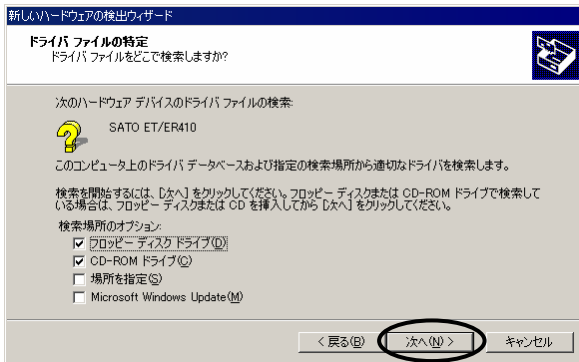 新しいハードウェアの検出ウィザード
ドライバ ファイルの特定
ドライバ ファイルをどこで検索しますか?
次のハードウェア デバイスのドライバ ファイルの検索:
SATO ET/ER410
このコンピュータ上のドライバ データベースおよび指定の検索場所から適切なドライバを検索します。
検索を開始するには、[次へ] をクリックしてください。フロッピー ディスクまたは CD-ROM ドライブで検索して
いる場合は、フロッピー ディスクまたは CD を挿入してから [次へ] をクリックしてください。
検索場所のオプション:
フロッピー ディスク ドライブ(D)
CD-ROM ドライブ(C)
場所を指定(S)
Microsoft Windows Update(M)
< 戻る(B) 次へ(N) > キャンセル